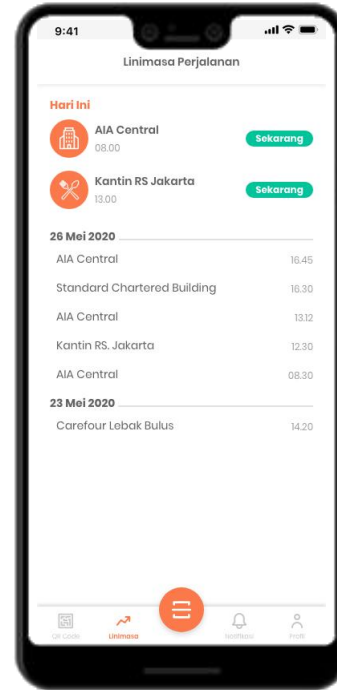 9:41
Linimasa Perjalanan
Hari Ini
AIA Central
08.00
Sekarang
Kantin RS Jakarta
13.00
Sekarang
26 Mei 2020
AIA Central 16.45
Standard Chartered Building 16.30
AIA Central 13.12
Kantin RS. Jakarta 12.30
AIA Central 08.30
23 Mei 2020
Carefour Lebak Bulus 14.20
QR Code Linimasa Notifikasi Profil